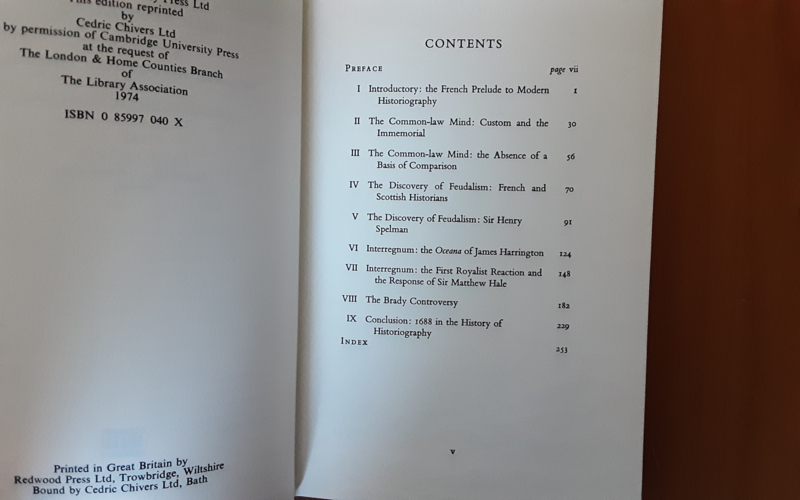 This edition reprinted
by
Cedric Chivers Ltd
by permission of Cambridge University Press
at the request of
The London & Home Counties Branch
of
The Library Association
1974
ISBN 0 85997 040 X
Printed in Great Britain by
Redwood Press Ltd, Trowbridge, Wiltshire
Bound by Cedric Chivers Ltd, Bath
CONTENTS
PREFACE page vii
I Introductory: the French Prelude to Modern
Historiography 1
II The Common-law Mind: Custom and the
Immemorial 30
III The Common-law Mind: the Absence of a
Basis of Comparison 56
IV The Discovery of Feudalism: French and
Scottish Historians 70
V The Discovery of Feudalism: Sir Henry
Spelman 91
VI Interregnum: the Oceana of James Harrington 124
VII Interregnum: the First Royalist Reaction and
the Response of Sir Matthew Hale 148
VIII The Brady Controversy 182
IX Conclusion: 1688 in the History of
Historiography 229
INDEX 253
v